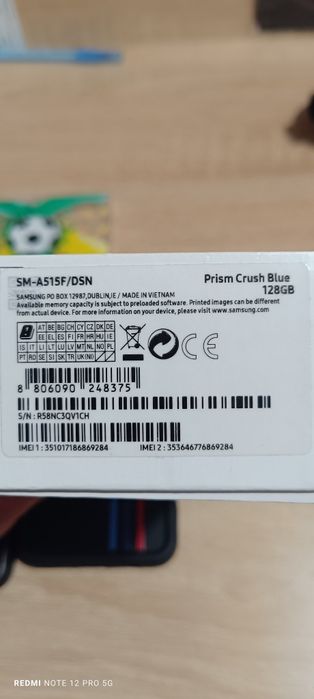 SM-A515F/DSN
Prism Crush Blue
128GB
SAMSUNG PO BOX 12987, DUBLIN, IE / MADE IN VIETNAM
Available memory capacity is subject to preloaded software. Printed images can be different
from actual device. For more information on your device, please visit www.samsung.com.
AT BE BG CH CY CZ DK DE
EE EL ES FI FR HR HU IE
IS IT LI LT LU LV MT NL NO PL
PT RO SE SI SK TR UK(NI)
CE
8 806090 248375
S/N : R58NC3QV1CH
IMEI 1 : 351017186869284
IMEI 2 : 353646776869284
REDMI NOTE 12 PRO 5G